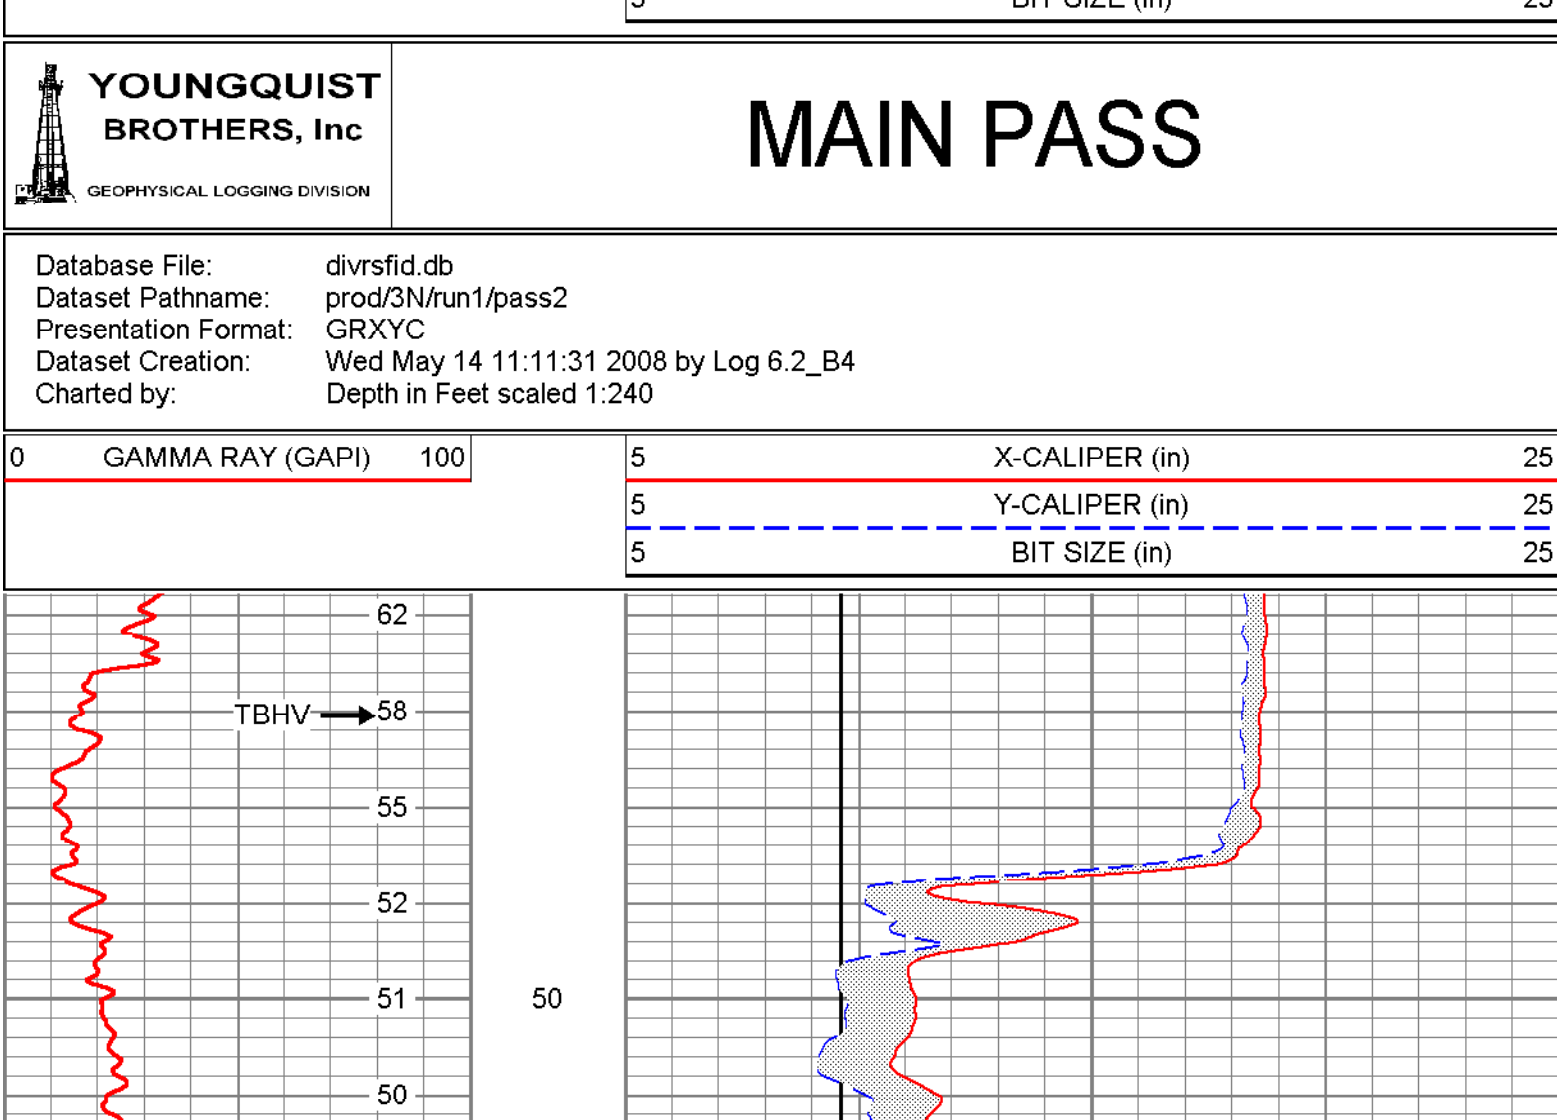 5 BIT SIZE (in) 25
YOUNGQUIST
BROTHERS, Inc
GEOPHYSICAL LOGGING DIVISION
MAIN PASS
Database File: divrsfid.db
Dataset Pathname: prod/3N/run1/pass2
Presentation Format: GRXYC
Dataset Creation: Wed May 14 11:11:31 2008 by Log 6.2_B4
Charted by: Depth in Feet scaled 1:240
0 GAMMA RAY (GAPI) 100
5 X-CALIPER (in) 25
5 Y-CALIPER (in) 25
5 BIT SIZE (in) 25
62
TBHV 58
55
52
51 50
50